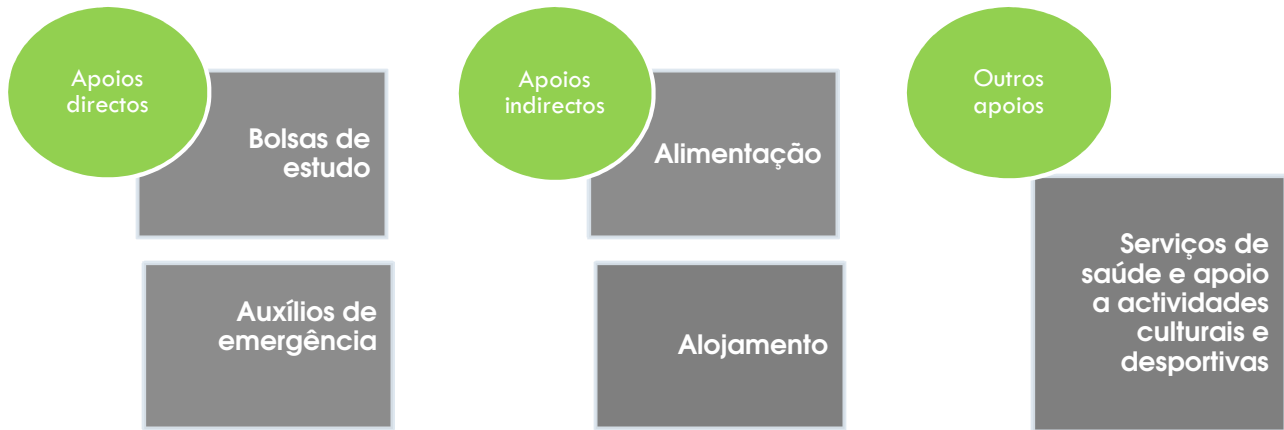 Apoios
directos
Bolsas de
estudo
Auxílios de
emergência
Apoios
indirectos
Alimentação
Alojamento
Outros
apoios
Serviços de
saúde e apoio
a actividades
culturais e
desportivas